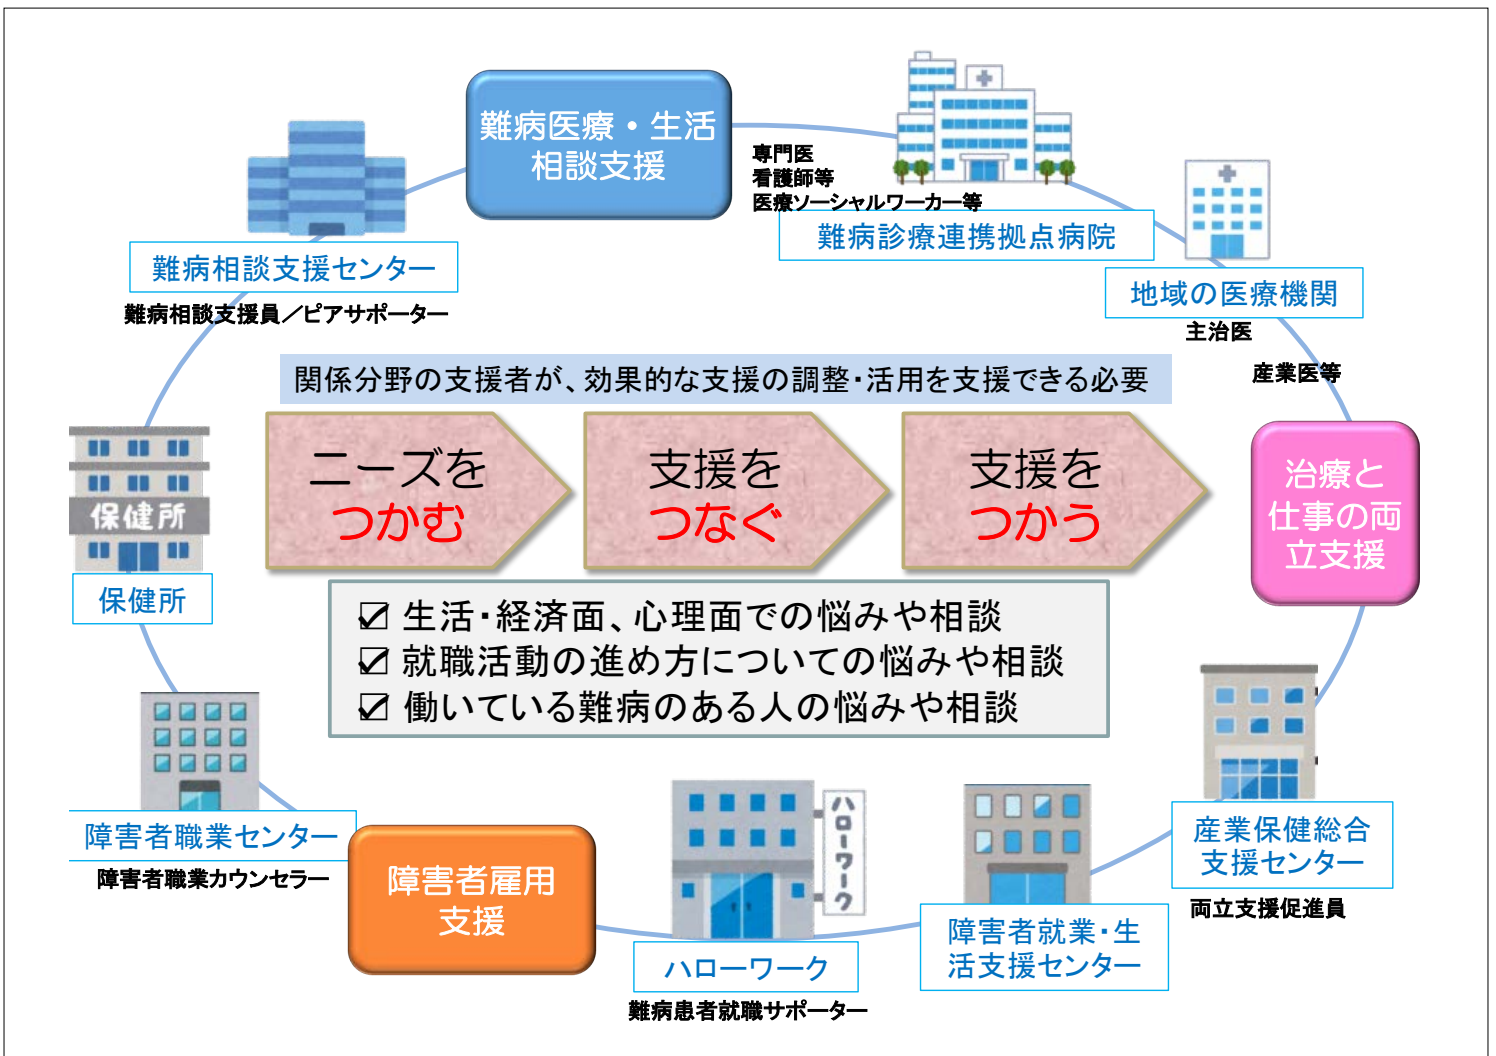 難病医療・生活
相談支援
専門医
看護師等
医療ソーシャルワーカー等
難病診療連携拠点病院
難病相談支援センター
難病相談支援員／ピアサポーター
地域の医療機関
主治医
産業医等
関係分野の支援者が、効果的な支援の調整・活用を支援できる必要
ニーズを
つかむ
支援を
つなぐ
支援を
つかう
治療と
仕事の両
立支援
保健所
保健所
☑ 生活・経済面、心理面での悩みや相談
☑ 就職活動の進め方についての悩みや相談
☑ 働いている難病のある人の悩みや相談
障害者職業センター
障害者職業カウンセラー
障害者雇用
支援
ハローワーク
ハローワーク
難病患者就職サポーター
障害者就業・生
活支援センター
産業保健総合
支援センター
両立支援促進員